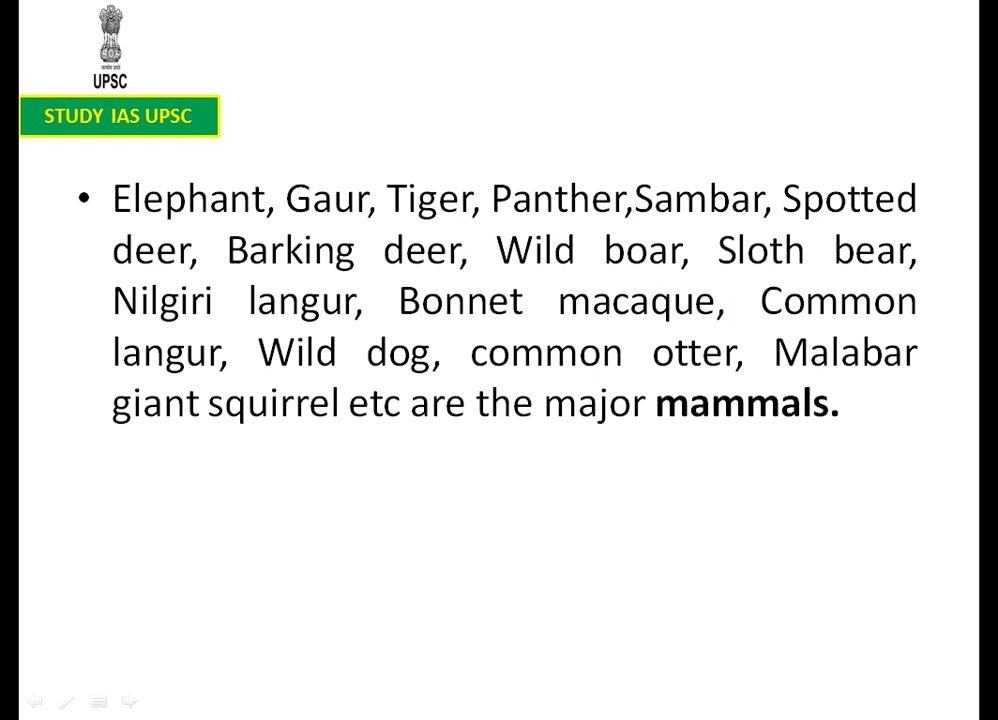 UPSC
STUDY IAS UPSC
• Elephant, Gaur, Tiger, Panther,Sambar, Spotted
deer, Barking deer, Wild boar, Sloth bear,
Nilgiri langur, Bonnet macaque, Common
langur, Wild dog, common otter, Malabar
giant squirrel etc are the major mammals.